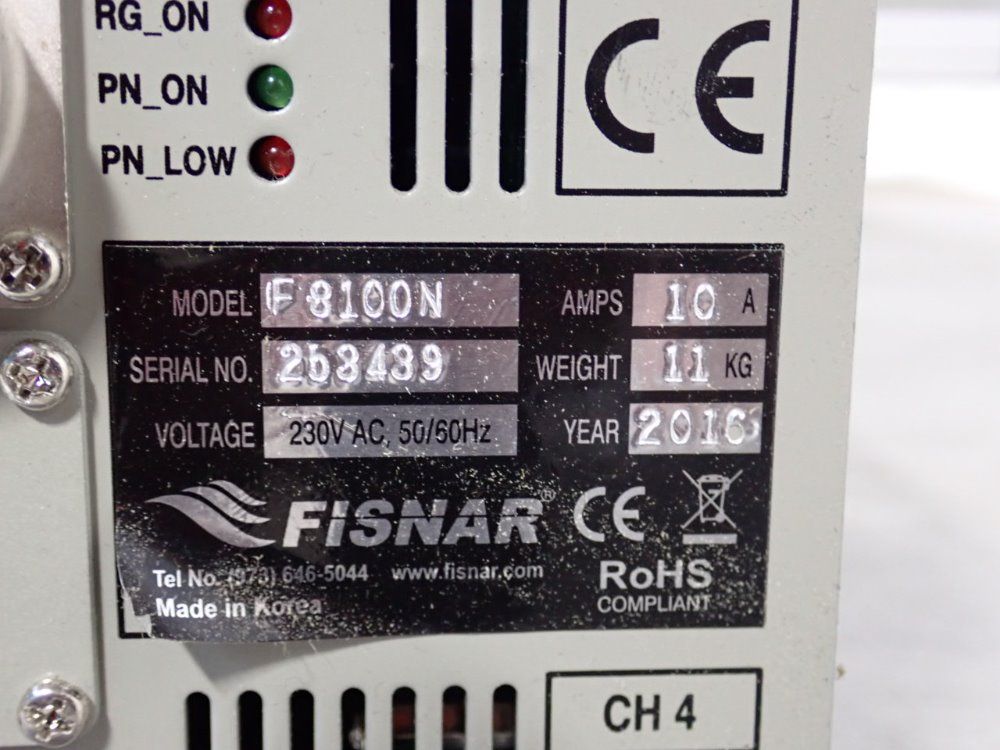 RG_ON
PN_ON
PN_LOW
CE
MODEL F8100N AMPS 10 A
SERIAL NO. 253439 WEIGHT 11 KG
VOLTAGE 230V AC, 50/60Hz YEAR 2016
FISNAR® CE
Tel No. (973) 646-5044 www.fisnar.com RoHS
Made in Korea COMPLIANT
CH 4